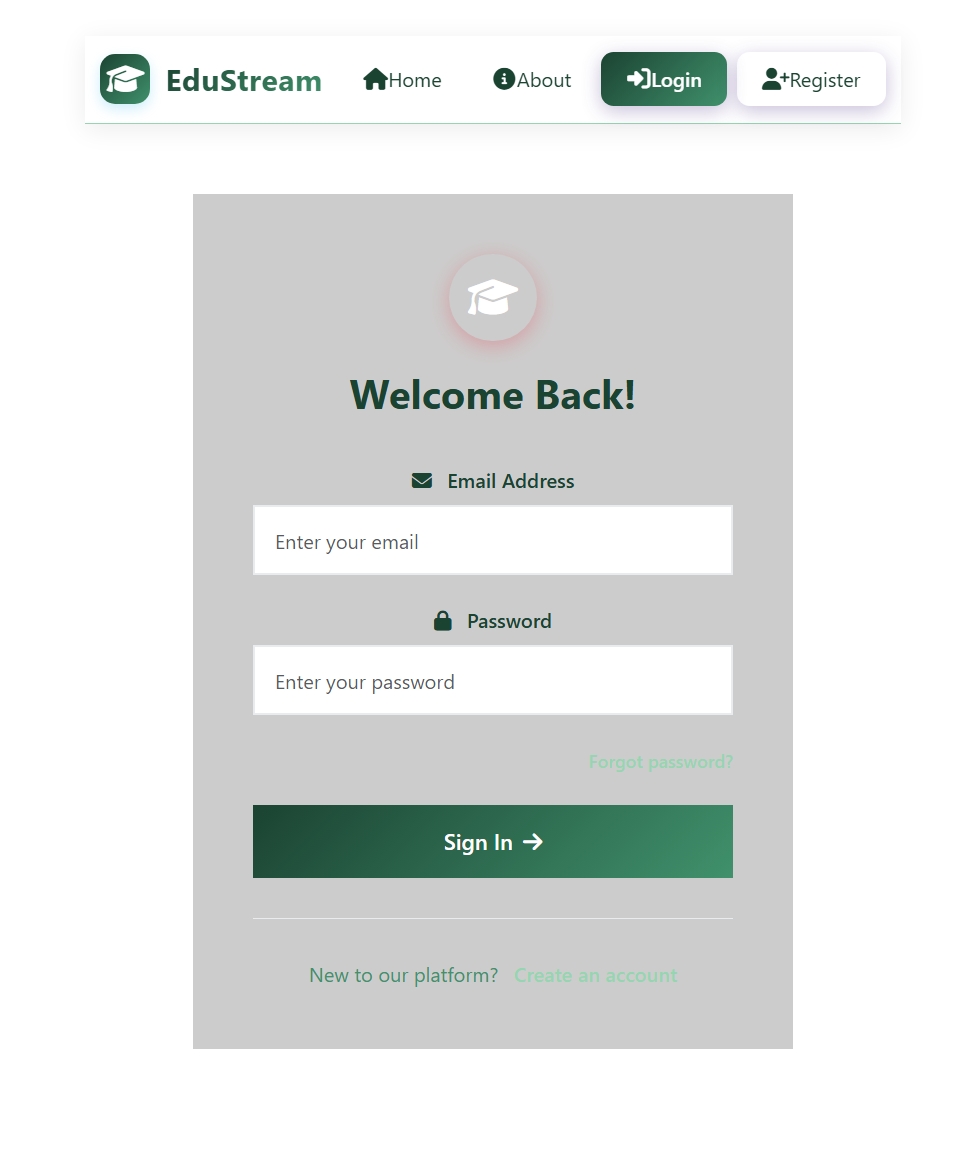 EduStream Home About Login Register
Welcome Back!
Email Address
Enter your email
Password
Enter your password
Forgot password?
Sign In
New to our platform? Create an account